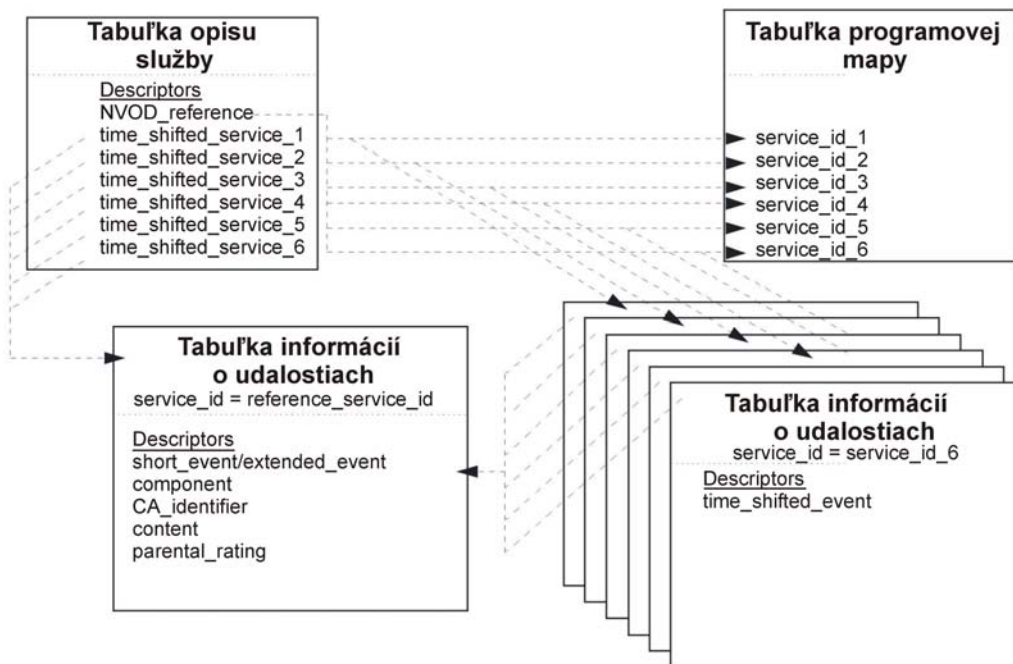 Tabuľka opisu
služby
Descriptors
NVOD_reference
time_shifted_service_1
time_shifted_service_2
time_shifted_service_3
time_shifted_service_4
time_shifted_service_5
time_shifted_service_6
Tabuľka programovej
mapy
service_id_1
service_id_2
service_id_3
service_id_4
service_id_5
service_id_6
Tabuľka informácií
o udalostiach
service_id = reference_service_id
Descriptors
short_event/extended_event
component
CA_identifier
content
parental_rating
Tabuľka informácií
o udalostiach
service_id = service_id_6
Descriptors
time_shifted_event